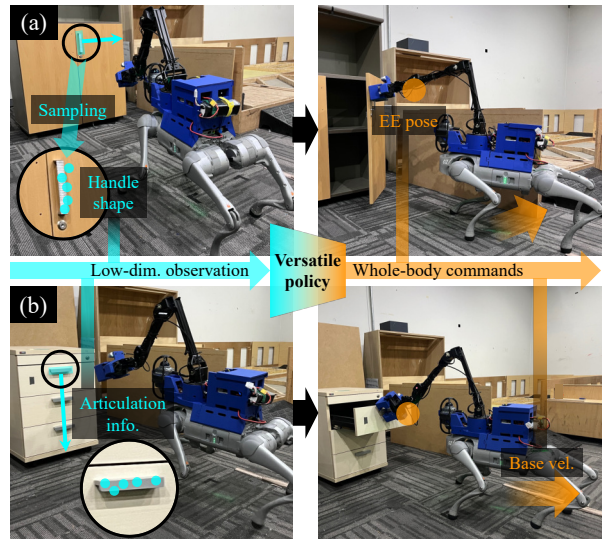 (a)
Sampling
Handle
shape
EE pose
Low-dim. observation
Versatile
policy
Whole-body commands
(b)
Articulation
info.
Base vel.